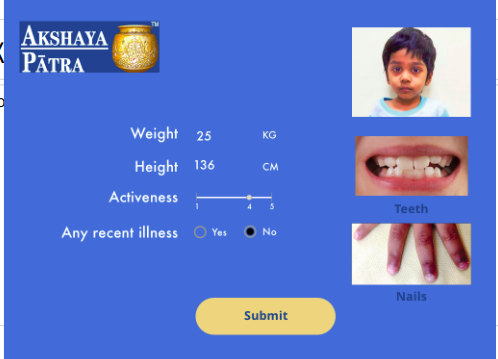 AKSHAYA
PĀTRA
TM
Weight 25 KG
Height 136 CM
Activeness
1 4 5
Any recent illness Yes No
Submit
Teeth
Nails